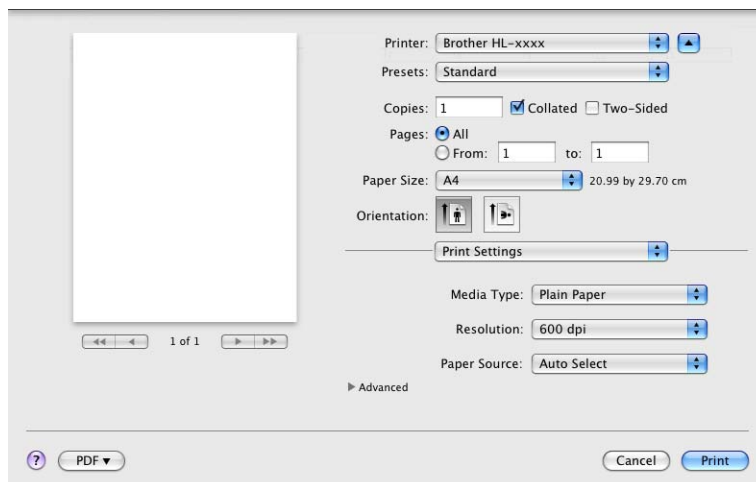 Printer: Brother HL-xxxx
Presets: Standard
Copies: 1 Collated Two-Sided
Pages: All
From: 1 to: 1
Paper Size: A4 20.99 by 29.70 cm
Orientation:
Print Settings
Media Type: Plain Paper
Resolution: 600 dpi
1 of 1
Paper Source: Auto Select
Advanced
? PDF▼ Cancel Print